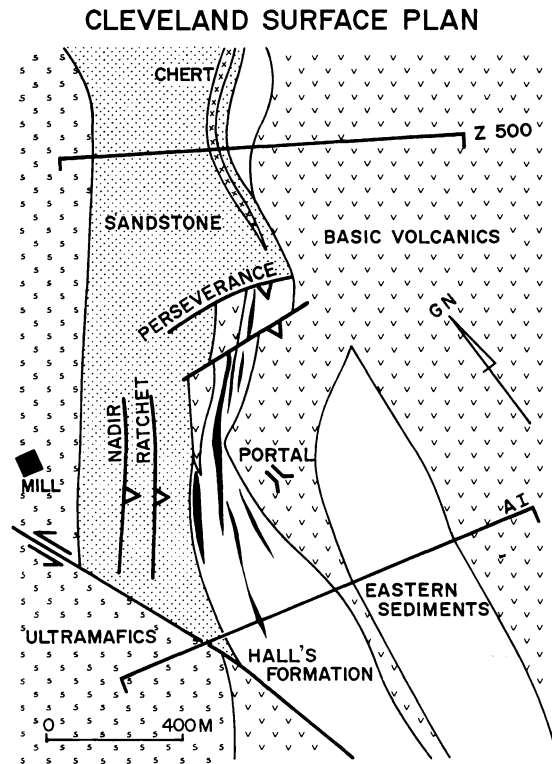 CLEVELAND SURFACE PLAN
CHERT
Z 500
SANDSTONE
BASIC VOLCANICS
PERSEVERANCE
GN
NADIR
RATCHET
PORTAL
MILL
A I
EASTERN
SEDIMENTS
ULTRAMAFICS
HALL'S
FORMATION
0 400M